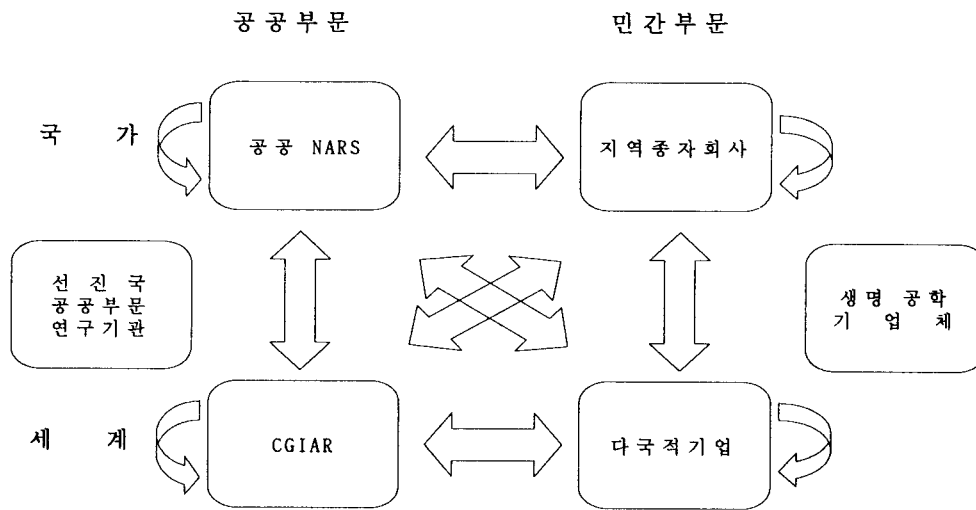 공공부문 민간부문
국 가
공공 NARS
지역종자회사
선 진 국
공공부문
연구기관
생명 공학
기 업 체
세 계
CGIAR
다국적기업